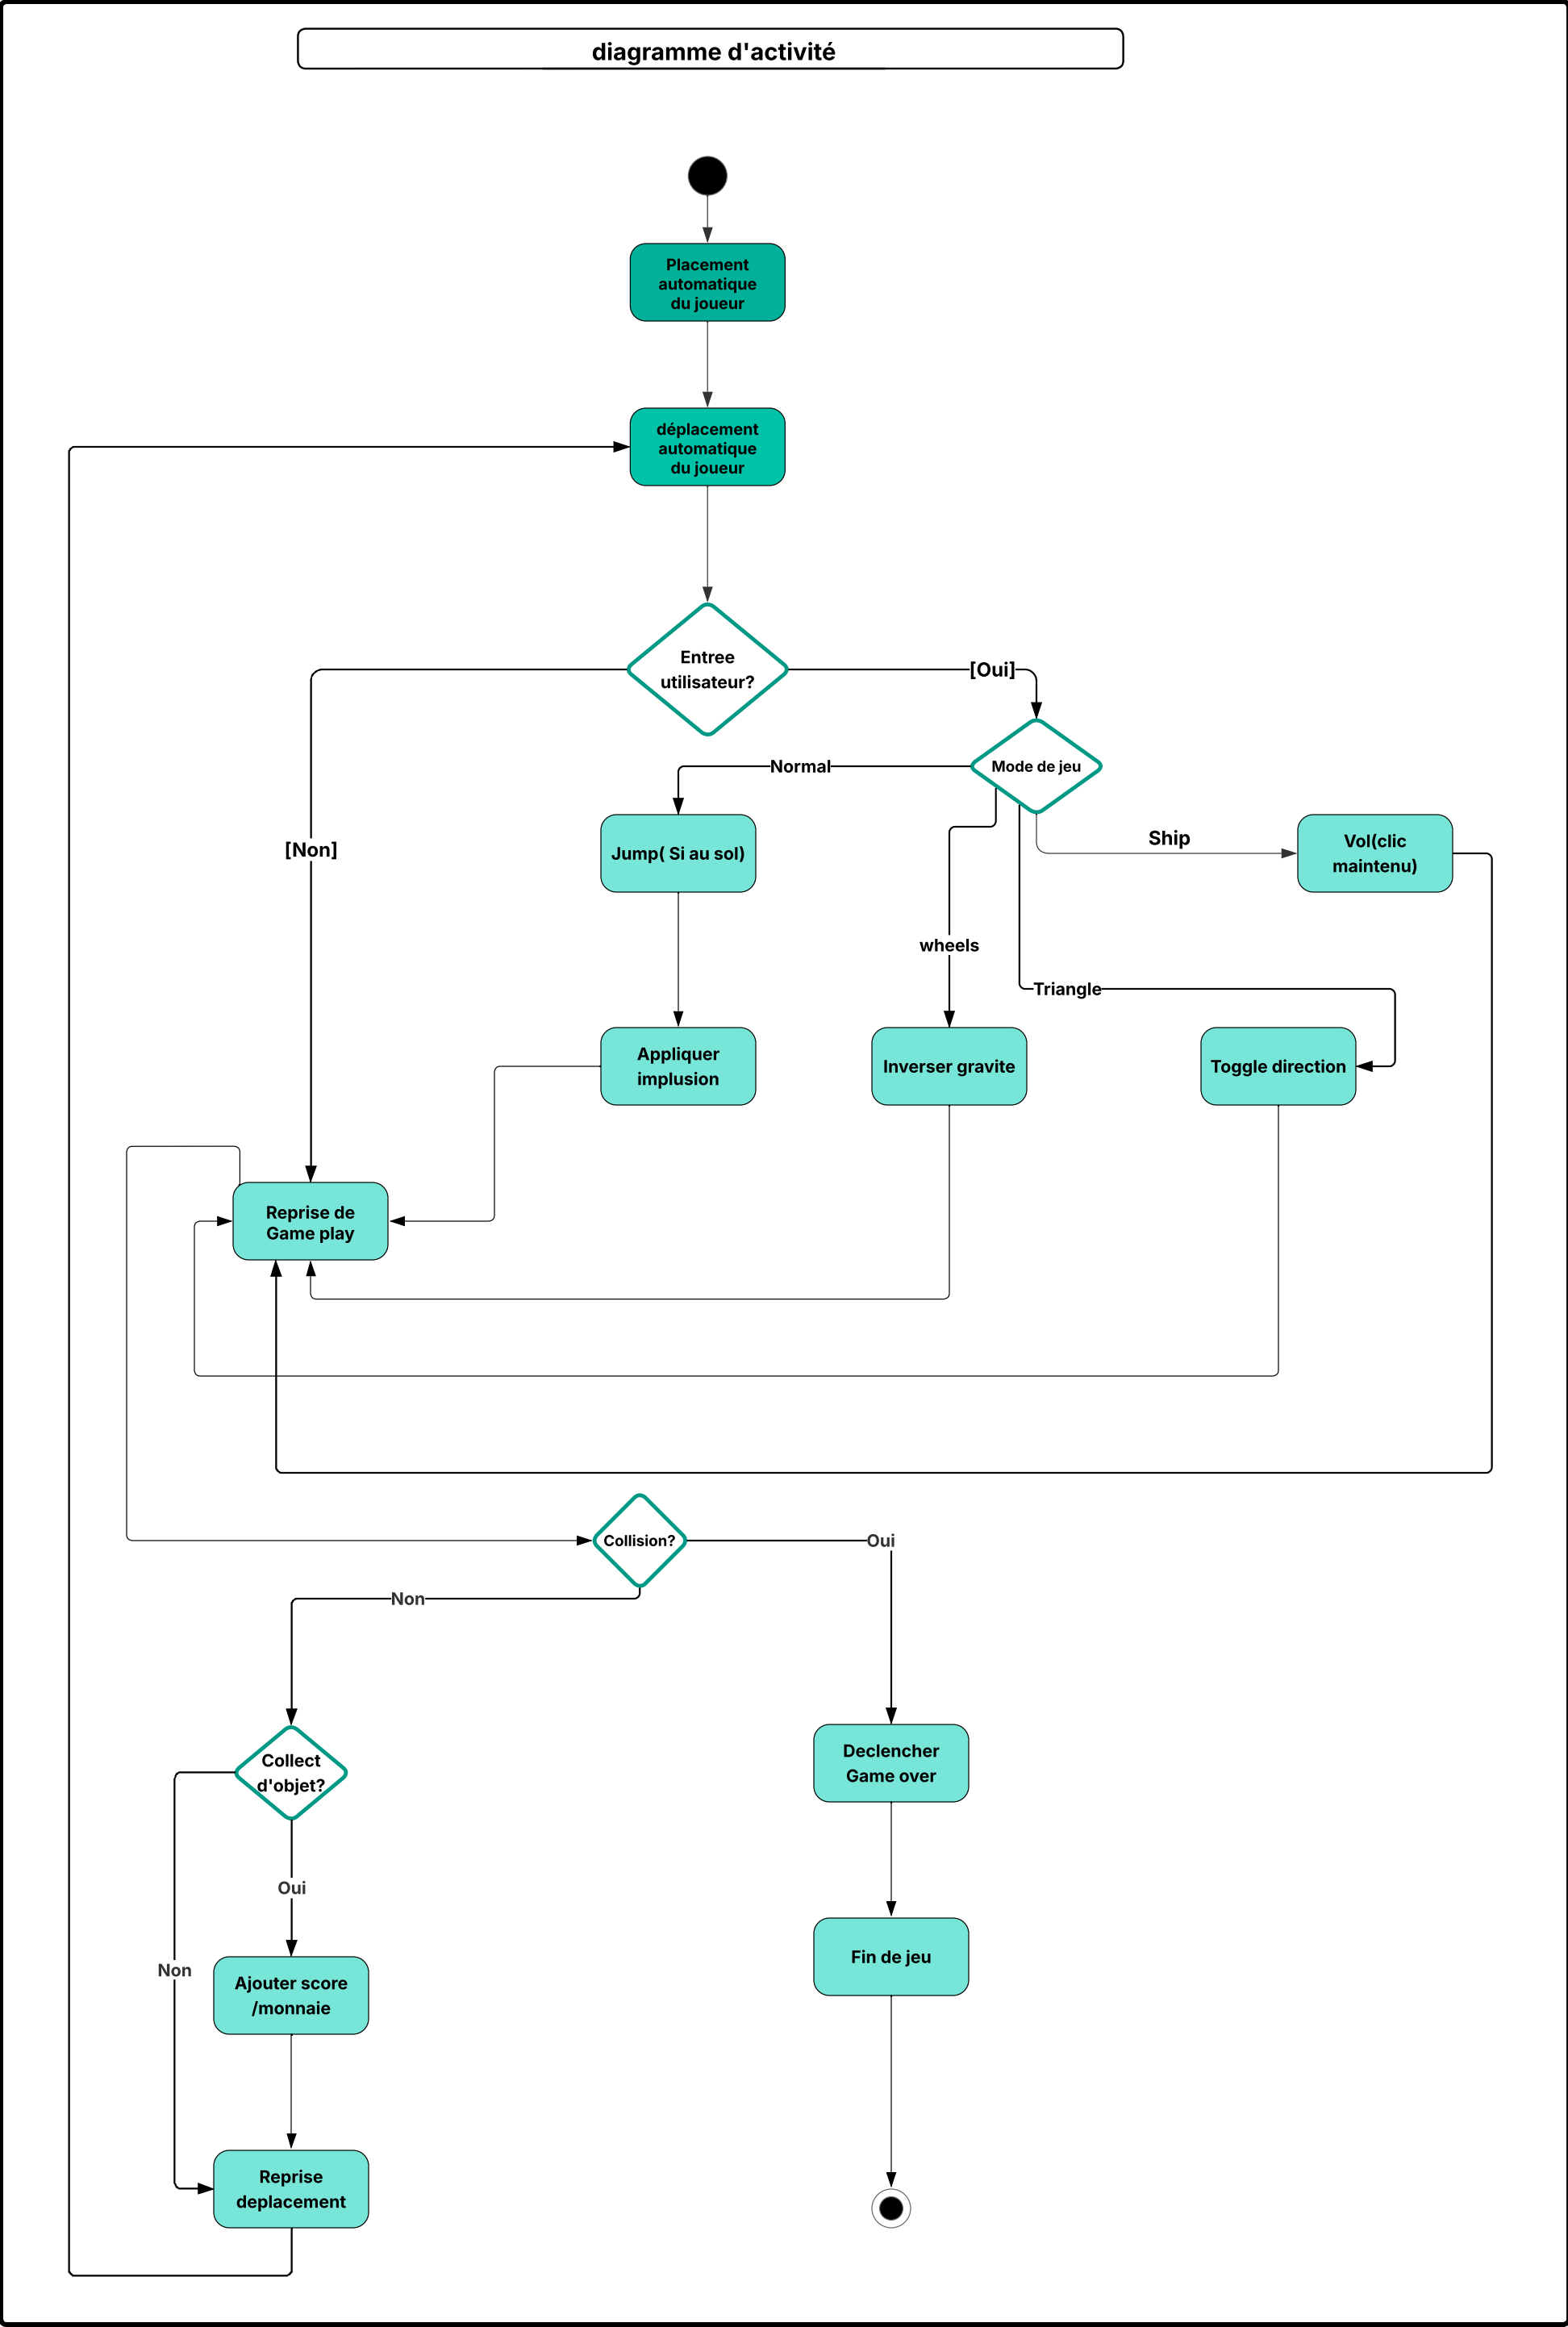 diagramme d'activité
Placement
automatique
du joueur
déplacement
automatique
du joueur
Entree
utilisateur?
[Oui]
Mode de jeu
Normal
[Non]
Jump( Si au sol)
Ship
Vol(clic
maintenu)
wheels
Triangle
Appliquer
implusion
Inverser gravite
Toggle direction
Reprise de
Game play
Collision?
Oui
Non
Collect
d'objet?
Declencher
Game over
Oui
Non
Fin de jeu
Ajouter score
/monnaie
Reprise
deplacement